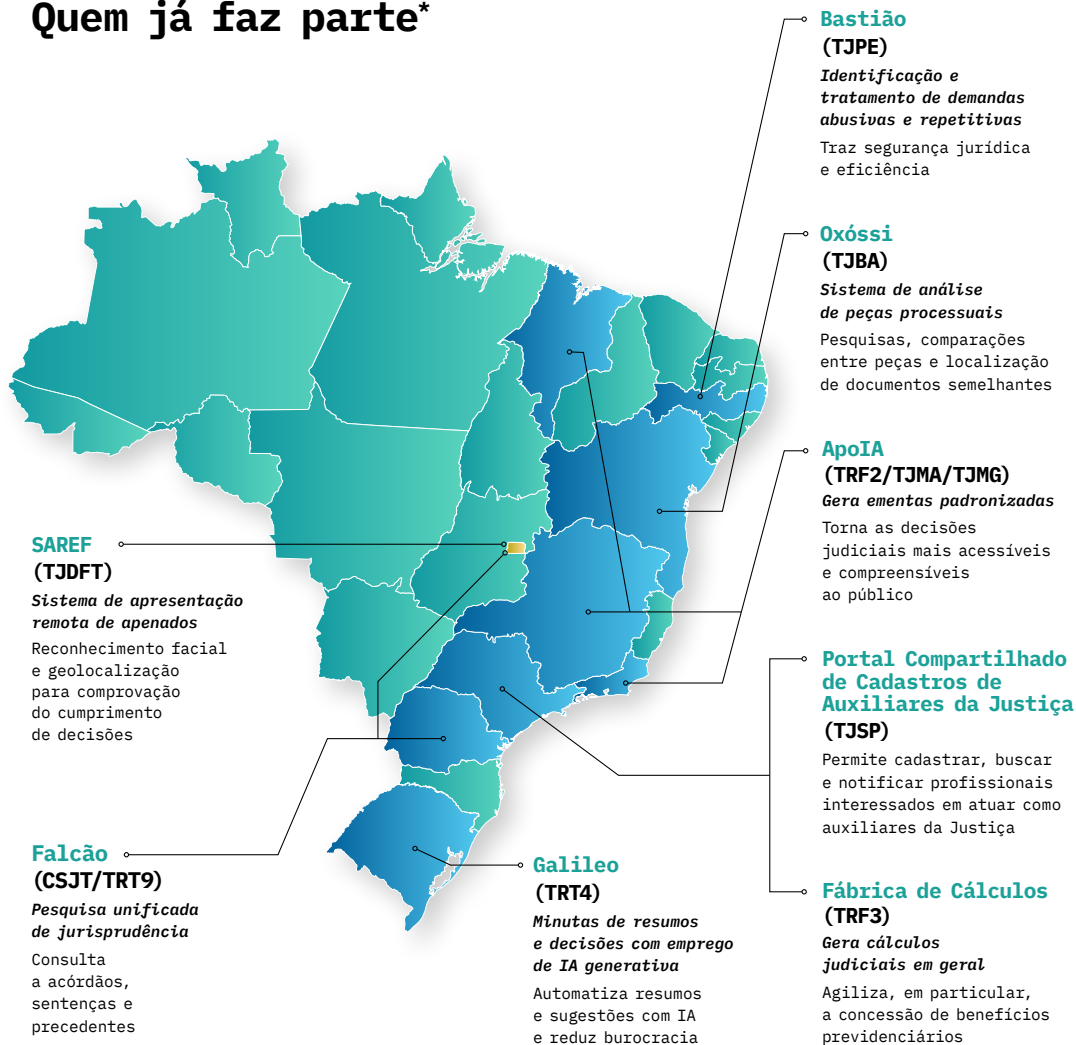 Quem já faz parte*
Bastião
(TJPE)
Identificação e
tratamento de demandas
abusivas e repetitivas
Traz segurança jurídica
e eficiência
Oxóssi
(TJBA)
Sistema de análise
de peças processuais
Pesquisas, comparações
entre peças e localização
de documentos semelhantes
ApoIA
(TRF2/TJMA/TJMG)
Gera ementas padronizadas
Torna as decisões
judiciais mais acessíveis
e compreensíveis
ao público
SAREF
(TJDFT)
Sistema de apresentação
remota de apenados
Reconhecimento facial
e geolocalização
para comprovação
do cumprimento
de decisões
Portal Compartilhado
de Cadastros de
Auxiliares da Justiça
(TJSP)
Permite cadastrar, buscar
e notificar profissionais
interessados em atuar como
auxiliares da Justiça
Falcão
(CSJT/TRT9)
Pesquisa unificada
de jurisprudência
Consulta
a acórdãos,
sentenças e
precedentes
Galileo
(TRT4)
Minutas de resumos
e decisões com emprego
de IA generativa
Automatiza resumos
e sugestões com IA
e reduz burocracia
Fábrica de Cálculos
(TRF3)
Gera cálculos
judiciais em geral
Agiliza, em particular,
a concessão de benefícios
previdenciários